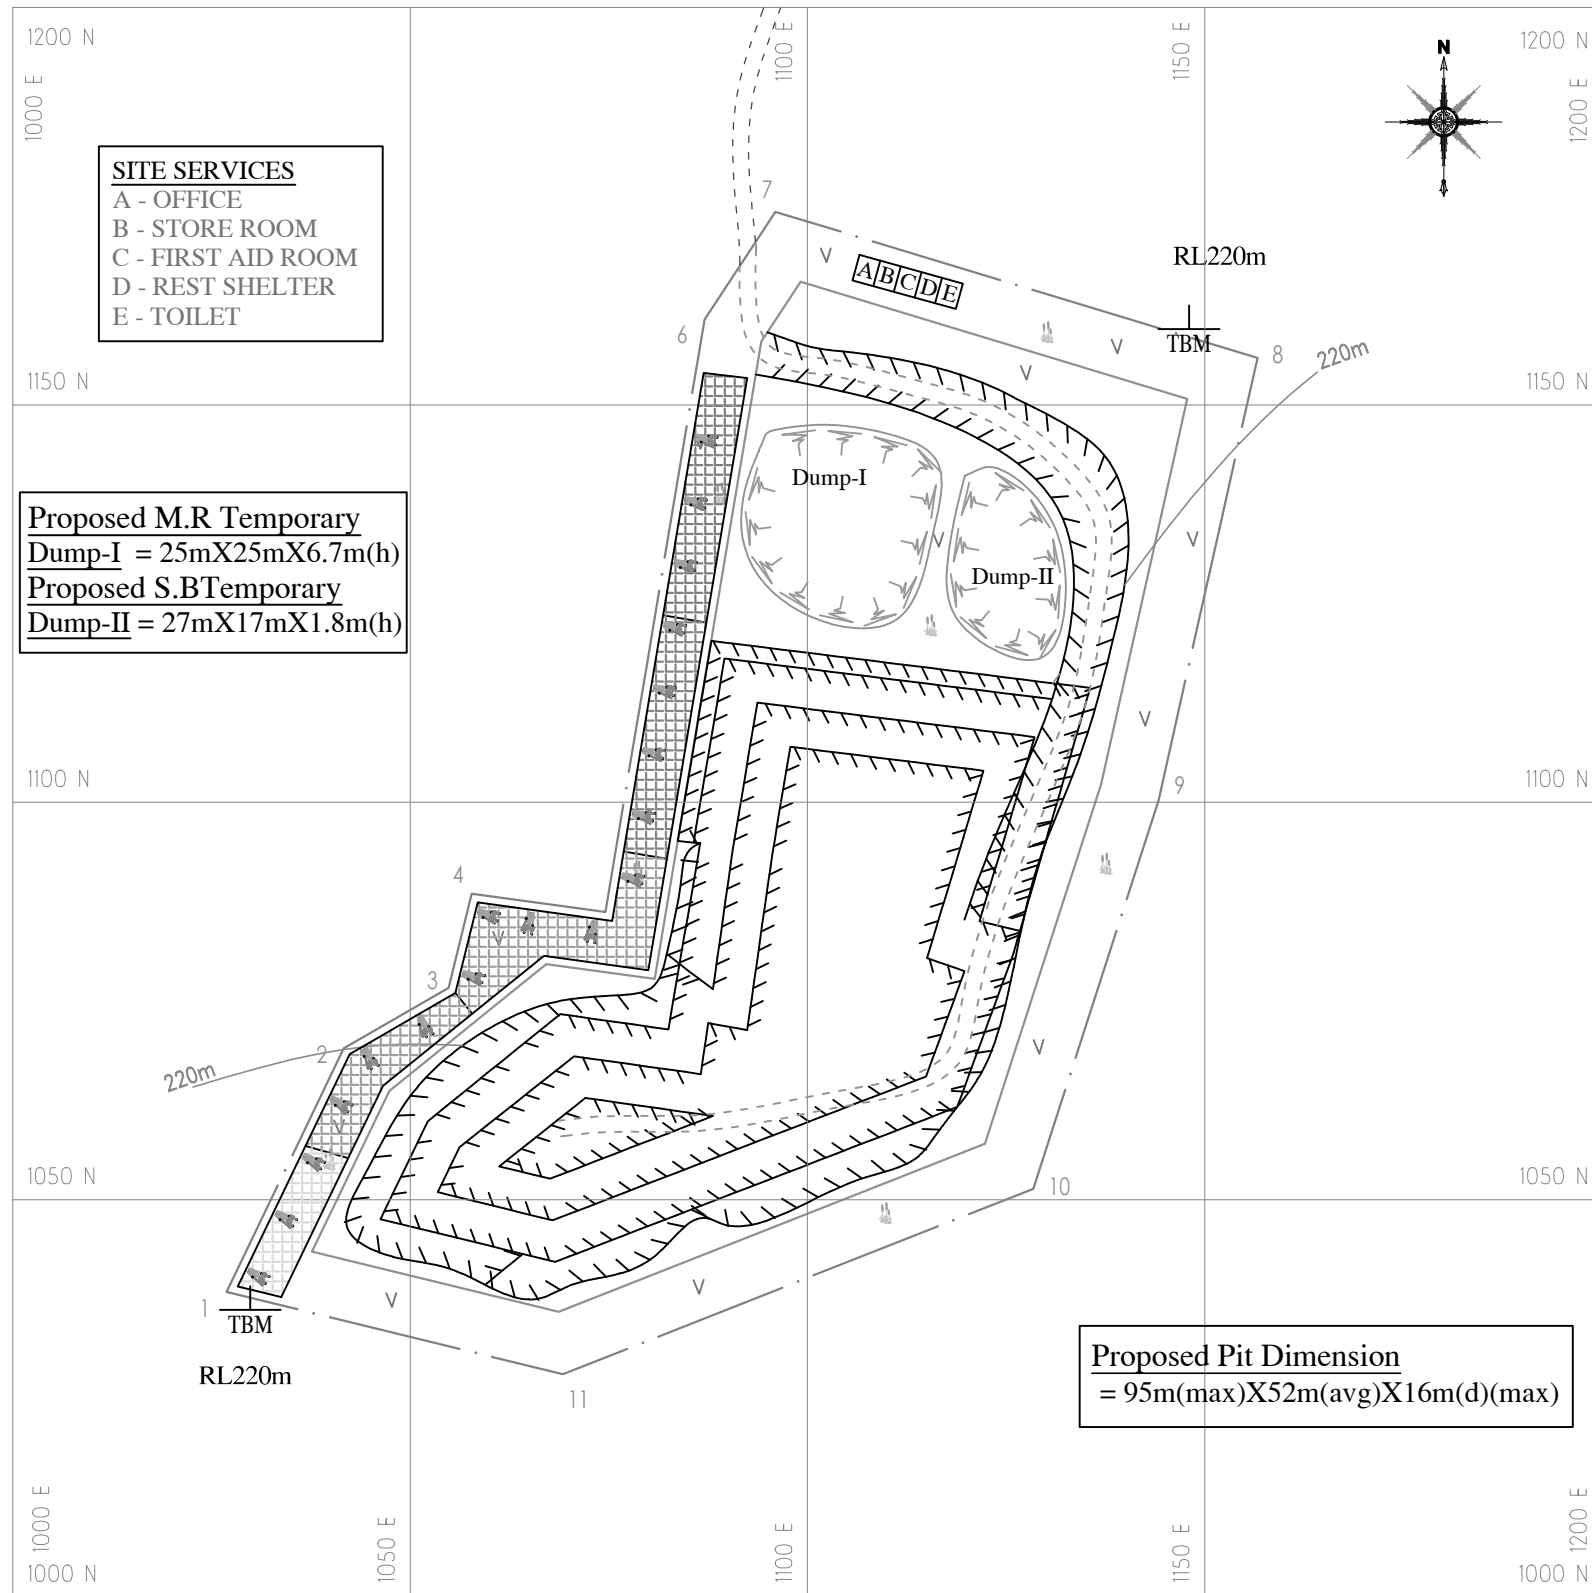 1200 N
1000 E
1100 E
1150 E
1200 N
1200 E
N
SITE SERVICES
A - OFFICE
B - STORE ROOM
C - FIRST AID ROOM
D - REST SHELTER
E - TOILET
7
A B C D E
RL220m
TBM
6
8
220m
1150 N
1150 N
Dump-I
Dump-II
Proposed M.R Temporary
Dump-I = 25mX25mX6.7m(h)
Proposed S.BTemporary
Dump-II = 27mX17mX1.8m(h)
1100 N
1100 N
9
4
3
2
220m
1050 N
1050 N
10
1
TBM
RL220m
11
Proposed Pit Dimension
= 95m(max)X52m(avg)X16m(d)(max)
1000 E
1050 E
1100 E
1150 E
1200 E
1000 N
1000 N